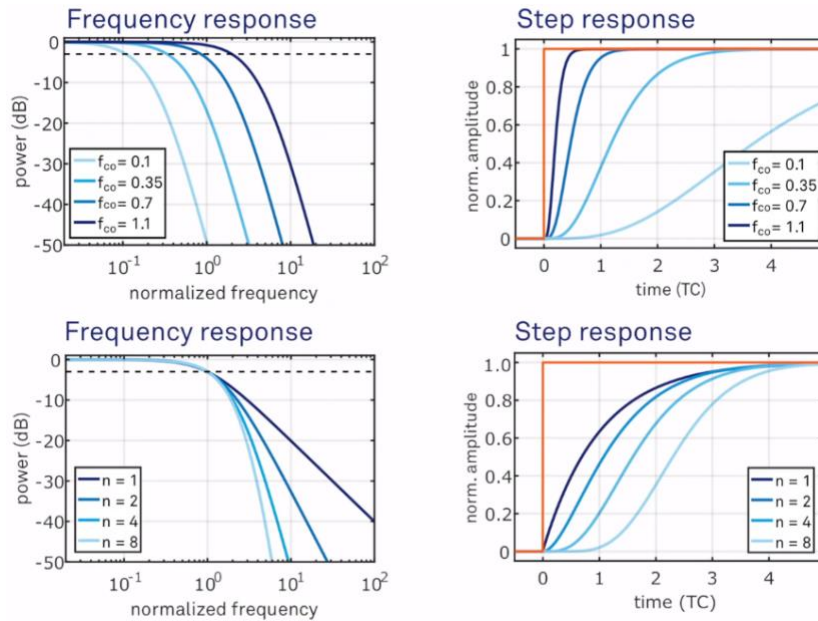 Frequency response
0
-10
-20
-30
-40
-50
power (dB)
f_co = 0.1
f_co = 0.35
f_co = 0.7
f_co = 1.1
10^-1
10^0
10^1
10^2
normalized frequency
Step response
1
0.8
0.6
0.4
0.2
0
norm. amplitude
f_co = 0.1
f_co = 0.35
f_co = 0.7
f_co = 1.1
0
1
2
3
4
time (TC)
Frequency response
0
-10
-20
-30
-40
-50
power (dB)
n = 1
n = 2
n = 4
n = 8
10^-1
10^0
10^1
10^2
normalized frequency
Step response
1.0
0.8
0.6
0.4
0.2
0
norm. amplitude
n = 1
n = 2
n = 4
n = 8
0
1
2
3
4
time (TC)